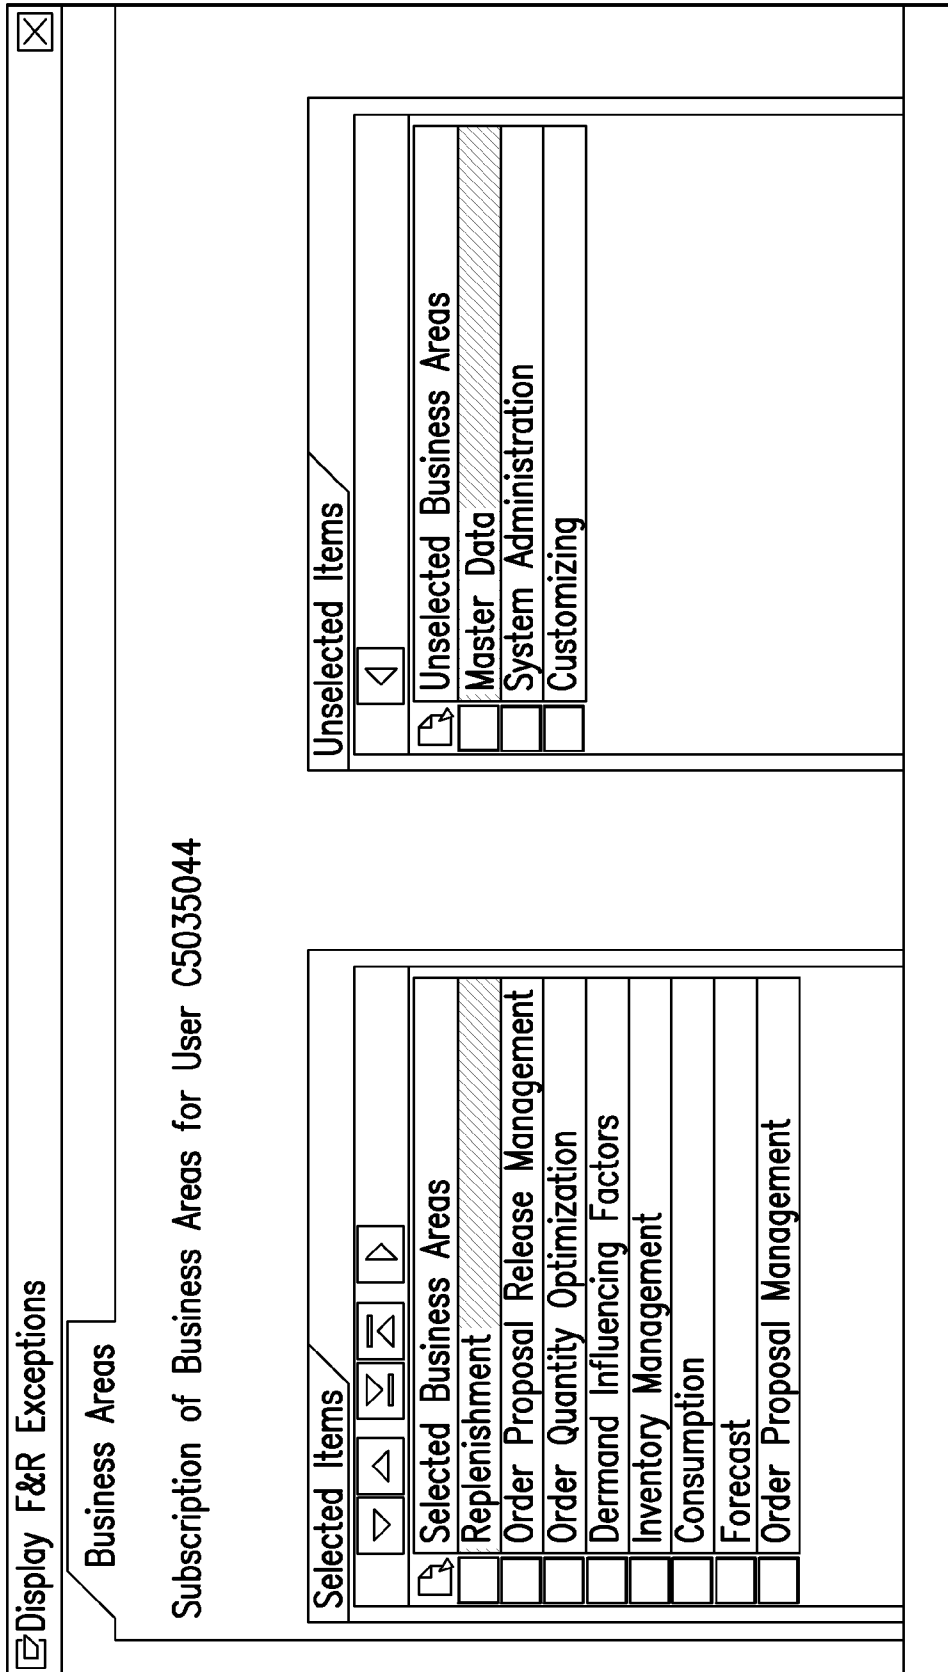 Display F&R Exceptions
Business Areas
Subscription of Business Areas for User C5035044
Selected Items
Selected Business Areas
Replenishment
Order Proposal Release Management
Order Quantity Optimization
Dermand Influencing Factors
Inventory Management
Consumption
Forecast
Order Proposal Management
Unselected Items
Unselected Business Areas
Master Data
System Administration
Customizing